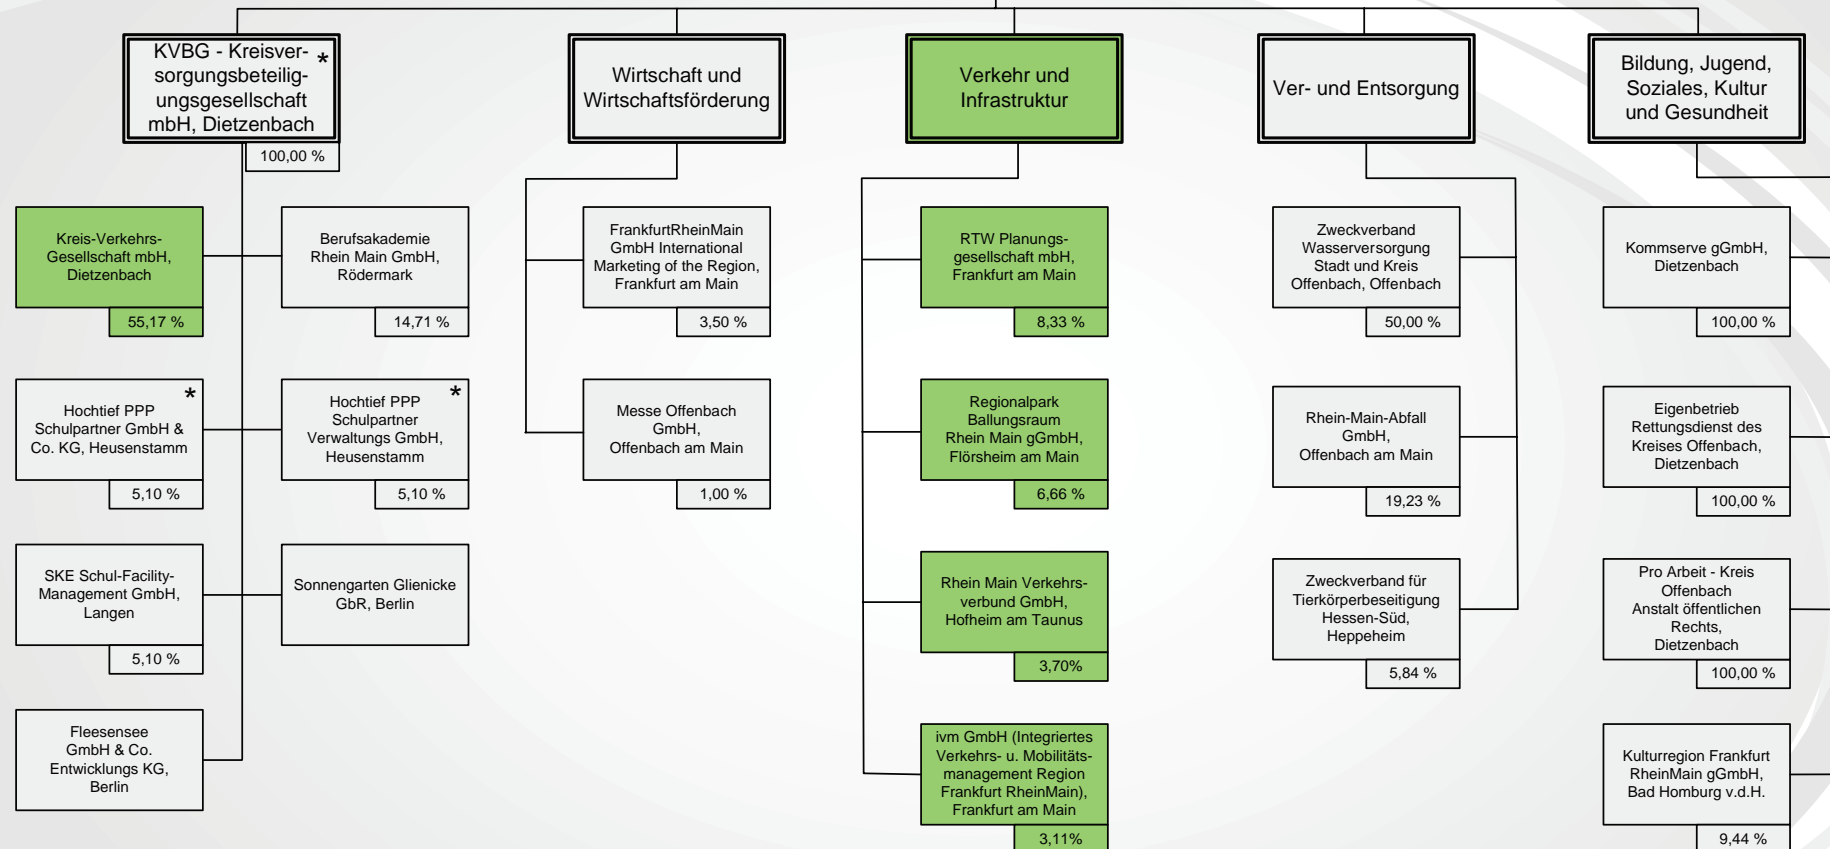 KVBG - Kreisver-
sorgungsbeteilig-
ungsgesellschaft
mbH, Dietzenbach
*
100,00 %
Kreis-Verkehrs-
Gesellschaft mbH,
Dietzenbach
55,17 %
Berufsakademie
Rhein Main GmbH,
Rödermark
14,71 %
Hochtief PPP
Schulpartner GmbH &
Co. KG, Heusenstamm
*
5,10 %
Hochtief PPP
Schulpartner
Verwaltungs GmbH,
Heusenstamm
*
5,10 %
SKE Schul-Facility-
Management GmbH,
Langen
5,10 %
Sonnengarten Glienicke
GbR, Berlin
Fleesensee
GmbH & Co.
Entwicklungs KG,
Berlin
Wirtschaft und
Wirtschaftsförderung
FrankfurtRheinMain
GmbH International
Marketing of the Region,
Frankfurt am Main
3,50 %
Messe Offenbach
GmbH,
Offenbach am Main
1,00 %
Verkehr und
Infrastruktur
RTW Planungs-
gesellschaft mbH,
Frankfurt am Main
8,33 %
Regionalpark
Ballungsraum
Rhein Main gGmbH,
Flörsheim am Main
6,66 %
Rhein Main Verkehrs-
verbund GmbH,
Hofheim am Taunus
3,70%
ivm GmbH (Integriertes
Verkehrs- u. Mobilitäts-
management Region
Frankfurt RheinMain),
Frankfurt am Main
3,11%
Ver- und Entsorgung
Zweckverband
Wasserversorgung
Stadt und Kreis
Offenbach, Offenbach
50,00 %
Rhein-Main-Abfall
GmbH,
Offenbach am Main
19,23 %
Zweckverband für
Tierkörperbeseitigung
Hessen-Süd,
Heppeheim
5,84 %
Bildung, Jugend,
Soziales, Kultur
und Gesundheit
Kommserve gGmbH,
Dietzenbach
100,00 %
Eigenbetrieb
Rettungsdienst des
Kreises Offenbach,
Dietzenbach
100,00 %
Pro Arbeit - Kreis
Offenbach
Anstalt öffentlichen
Rechts,
Dietzenbach
100,00 %
Kulturregion Frankfurt
RheinMain gGmbH,
Bad Homburg v.d.H.
9,44 %